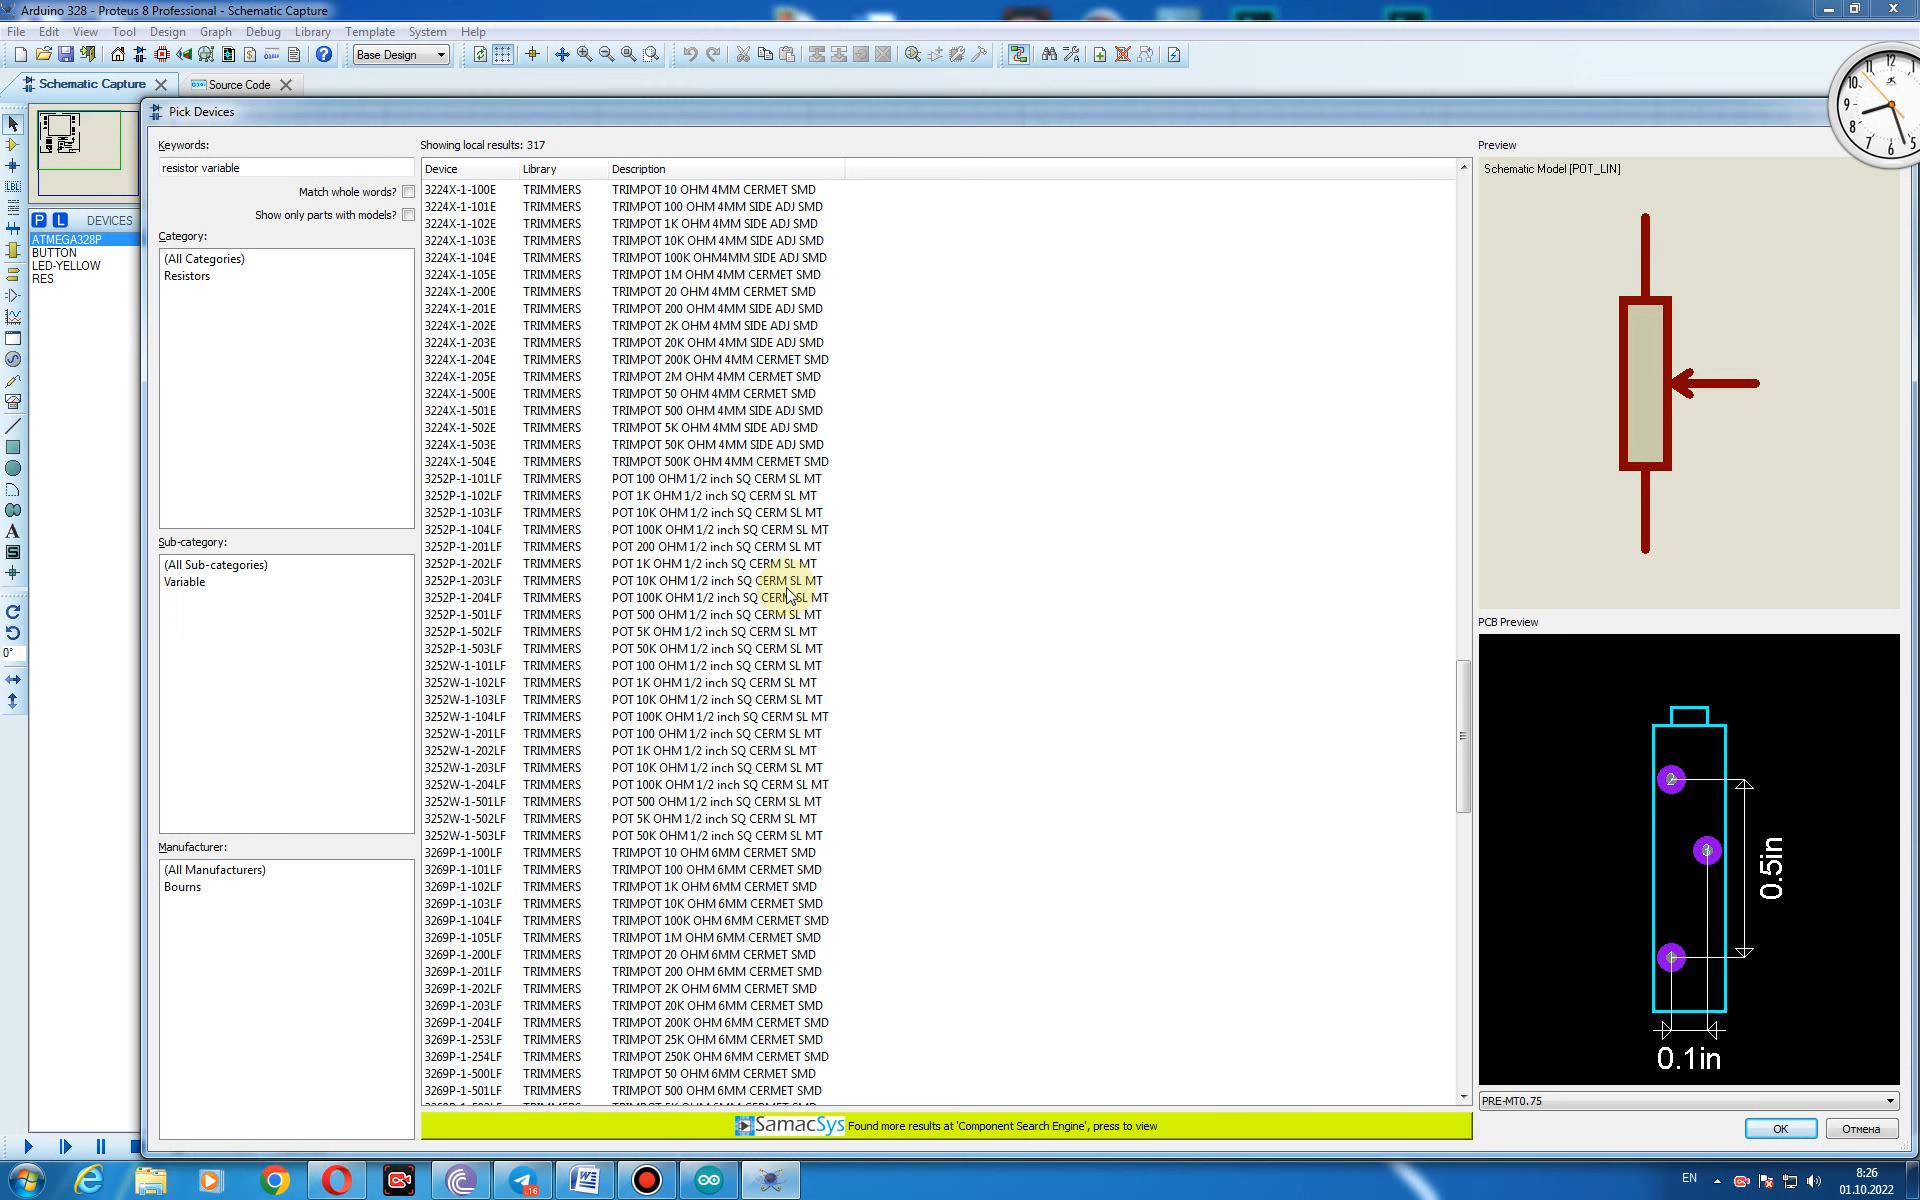 Arduino 328 - Proteus 8 Professional - Schematic Capture
File Edit View Tool Design Graph Debug Library Template System Help
Base Design
Schematic Capture
Source Code
Pick Devices
P L DEVICES
ATMEGA328P
BUTTON
LED-YELLOW
RES
LBL
A
S
0°
Keywords:
resistor variable
Match whole words?
Show only parts with models?
Category:
(All Categories)
Resistors
Sub-category:
(All Sub-categories)
Variable
Manufacturer:
(All Manufacturers)
Bourns
Showing local results: 317
Device Library Description
3224X-1-100E TRIMMERS TRIMPOT 10 OHM 4MM CERMET SMD
3224X-1-101E TRIMMERS TRIMPOT 100 OHM 4MM SIDE ADJ SMD
3224X-1-102E TRIMMERS TRIMPOT 1K OHM 4MM SIDE ADJ SMD
3224X-1-103E TRIMMERS TRIMPOT 10K OHM 4MM SIDE ADJ SMD
3224X-1-104E TRIMMERS TRIMPOT 100K OHM4MM SIDE ADJ SMD
3224X-1-105E TRIMMERS TRIMPOT 1M OHM 4MM CERMET SMD
3224X-1-200E TRIMMERS TRIMPOT 20 OHM 4MM CERMET SMD
3224X-1-201E TRIMMERS TRIMPOT 200 OHM 4MM SIDE ADJ SMD
3224X-1-202E TRIMMERS TRIMPOT 2K OHM 4MM SIDE ADJ SMD
3224X-1-203E TRIMMERS TRIMPOT 20K OHM 4MM SIDE ADJ SMD
3224X-1-204E TRIMMERS TRIMPOT 200K OHM 4MM CERMET SMD
3224X-1-205E TRIMMERS TRIMPOT 2M OHM 4MM CERMET SMD
3224X-1-500E TRIMMERS TRIMPOT 50 OHM 4MM CERMET SMD
3224X-1-501E TRIMMERS TRIMPOT 500 OHM 4MM SIDE ADJ SMD
3224X-1-502E TRIMMERS TRIMPOT 5K OHM 4MM SIDE ADJ SMD
3224X-1-503E TRIMMERS TRIMPOT 50K OHM 4MM SIDE ADJ SMD
3224X-1-504E TRIMMERS TRIMPOT 500K OHM 4MM CERMET SMD
3252P-1-101LF TRIMMERS POT 100 OHM 1/2 inch SQ CERM SL MT
3252P-1-102LF TRIMMERS POT 1K OHM 1/2 inch SQ CERM SL MT
3252P-1-103LF TRIMMERS POT 10K OHM 1/2 inch SQ CERM SL MT
3252P-1-104LF TRIMMERS POT 100K OHM 1/2 inch SQ CERM SL MT
3252P-1-201LF TRIMMERS POT 200 OHM 1/2 inch SQ CERM SL MT
3252P-1-202LF TRIMMERS POT 1K OHM 1/2 inch SQ CERM SL MT
3252P-1-203LF TRIMMERS POT 10K OHM 1/2 inch SQ CERM SL MT
3252P-1-204LF TRIMMERS POT 100K OHM 1/2 inch SQ CERM SL MT
3252P-1-501LF TRIMMERS POT 500 OHM 1/2 inch SQ CERM SL MT
3252P-1-502LF TRIMMERS POT 5K OHM 1/2 inch SQ CERM SL MT
3252P-1-503LF TRIMMERS POT 50K OHM 1/2 inch SQ CERM SL MT
3252W-1-101LF TRIMMERS POT 100 OHM 1/2 inch SQ CERM SL MT
3252W-1-102LF TRIMMERS POT 1K OHM 1/2 inch SQ CERM SL MT
3252W-1-103LF TRIMMERS POT 10K OHM 1/2 inch SQ CERM SL MT
3252W-1-104LF TRIMMERS POT 100K OHM 1/2 inch SQ CERM SL MT
3252W-1-201LF TRIMMERS POT 100 OHM 1/2 inch SQ CERM SL MT
3252W-1-202LF TRIMMERS POT 1K OHM 1/2 inch SQ CERM SL MT
3252W-1-203LF TRIMMERS POT 10K OHM 1/2 inch SQ CERM SL MT
3252W-1-204LF TRIMMERS POT 100K OHM 1/2 inch SQ CERM SL MT
3252W-1-501LF TRIMMERS POT 500 OHM 1/2 inch SQ CERM SL MT
3252W-1-502LF TRIMMERS POT 5K OHM 1/2 inch SQ CERM SL MT
3252W-1-503LF TRIMMERS POT 50K OHM 1/2 inch SQ CERM SL MT
3269P-1-100LF TRIMMERS TRIMPOT 10 OHM 6MM CERMET SMD
3269P-1-101LF TRIMMERS TRIMPOT 100 OHM 6MM CERMET SMD
3269P-1-102LF TRIMMERS TRIMPOT 1K OHM 6MM CERMET SMD
3269P-1-103LF TRIMMERS TRIMPOT 10K OHM 6MM CERMET SMD
3269P-1-104LF TRIMMERS TRIMPOT 100K OHM 6MM CERMET SMD
3269P-1-105LF TRIMMERS TRIMPOT 1M OHM 6MM CERMET SMD
3269P-1-200LF TRIMMERS TRIMPOT 20 OHM 6MM CERMET SMD
3269P-1-201LF TRIMMERS TRIMPOT 200 OHM 6MM CERMET SMD
3269P-1-202LF TRIMMERS TRIMPOT 2K OHM 6MM CERMET SMD
3269P-1-203LF TRIMMERS TRIMPOT 20K OHM 6MM CERMET SMD
3269P-1-204LF TRIMMERS TRIMPOT 200K OHM 6MM CERMET SMD
3269P-1-253LF TRIMMERS TRIMPOT 25K OHM 6MM CERMET SMD
3269P-1-254LF TRIMMERS TRIMPOT 250K OHM 6MM CERMET SMD
3269P-1-500LF TRIMMERS TRIMPOT 50 OHM 6MM CERMET SMD
3269P-1-501LF TRIMMERS TRIMPOT 500 OHM 6MM CERMET SMD
SamacSys Found more results at 'Component Search Engine', press to view
Preview
Schematic Model [POT_LIN]
PCB Preview
2
3
1
0.5in
0.1in
PRE-MT0.75
OK
Отмена
10 11 12 1
9
8 7 6 5
16
EN
8:26
01.10.2022